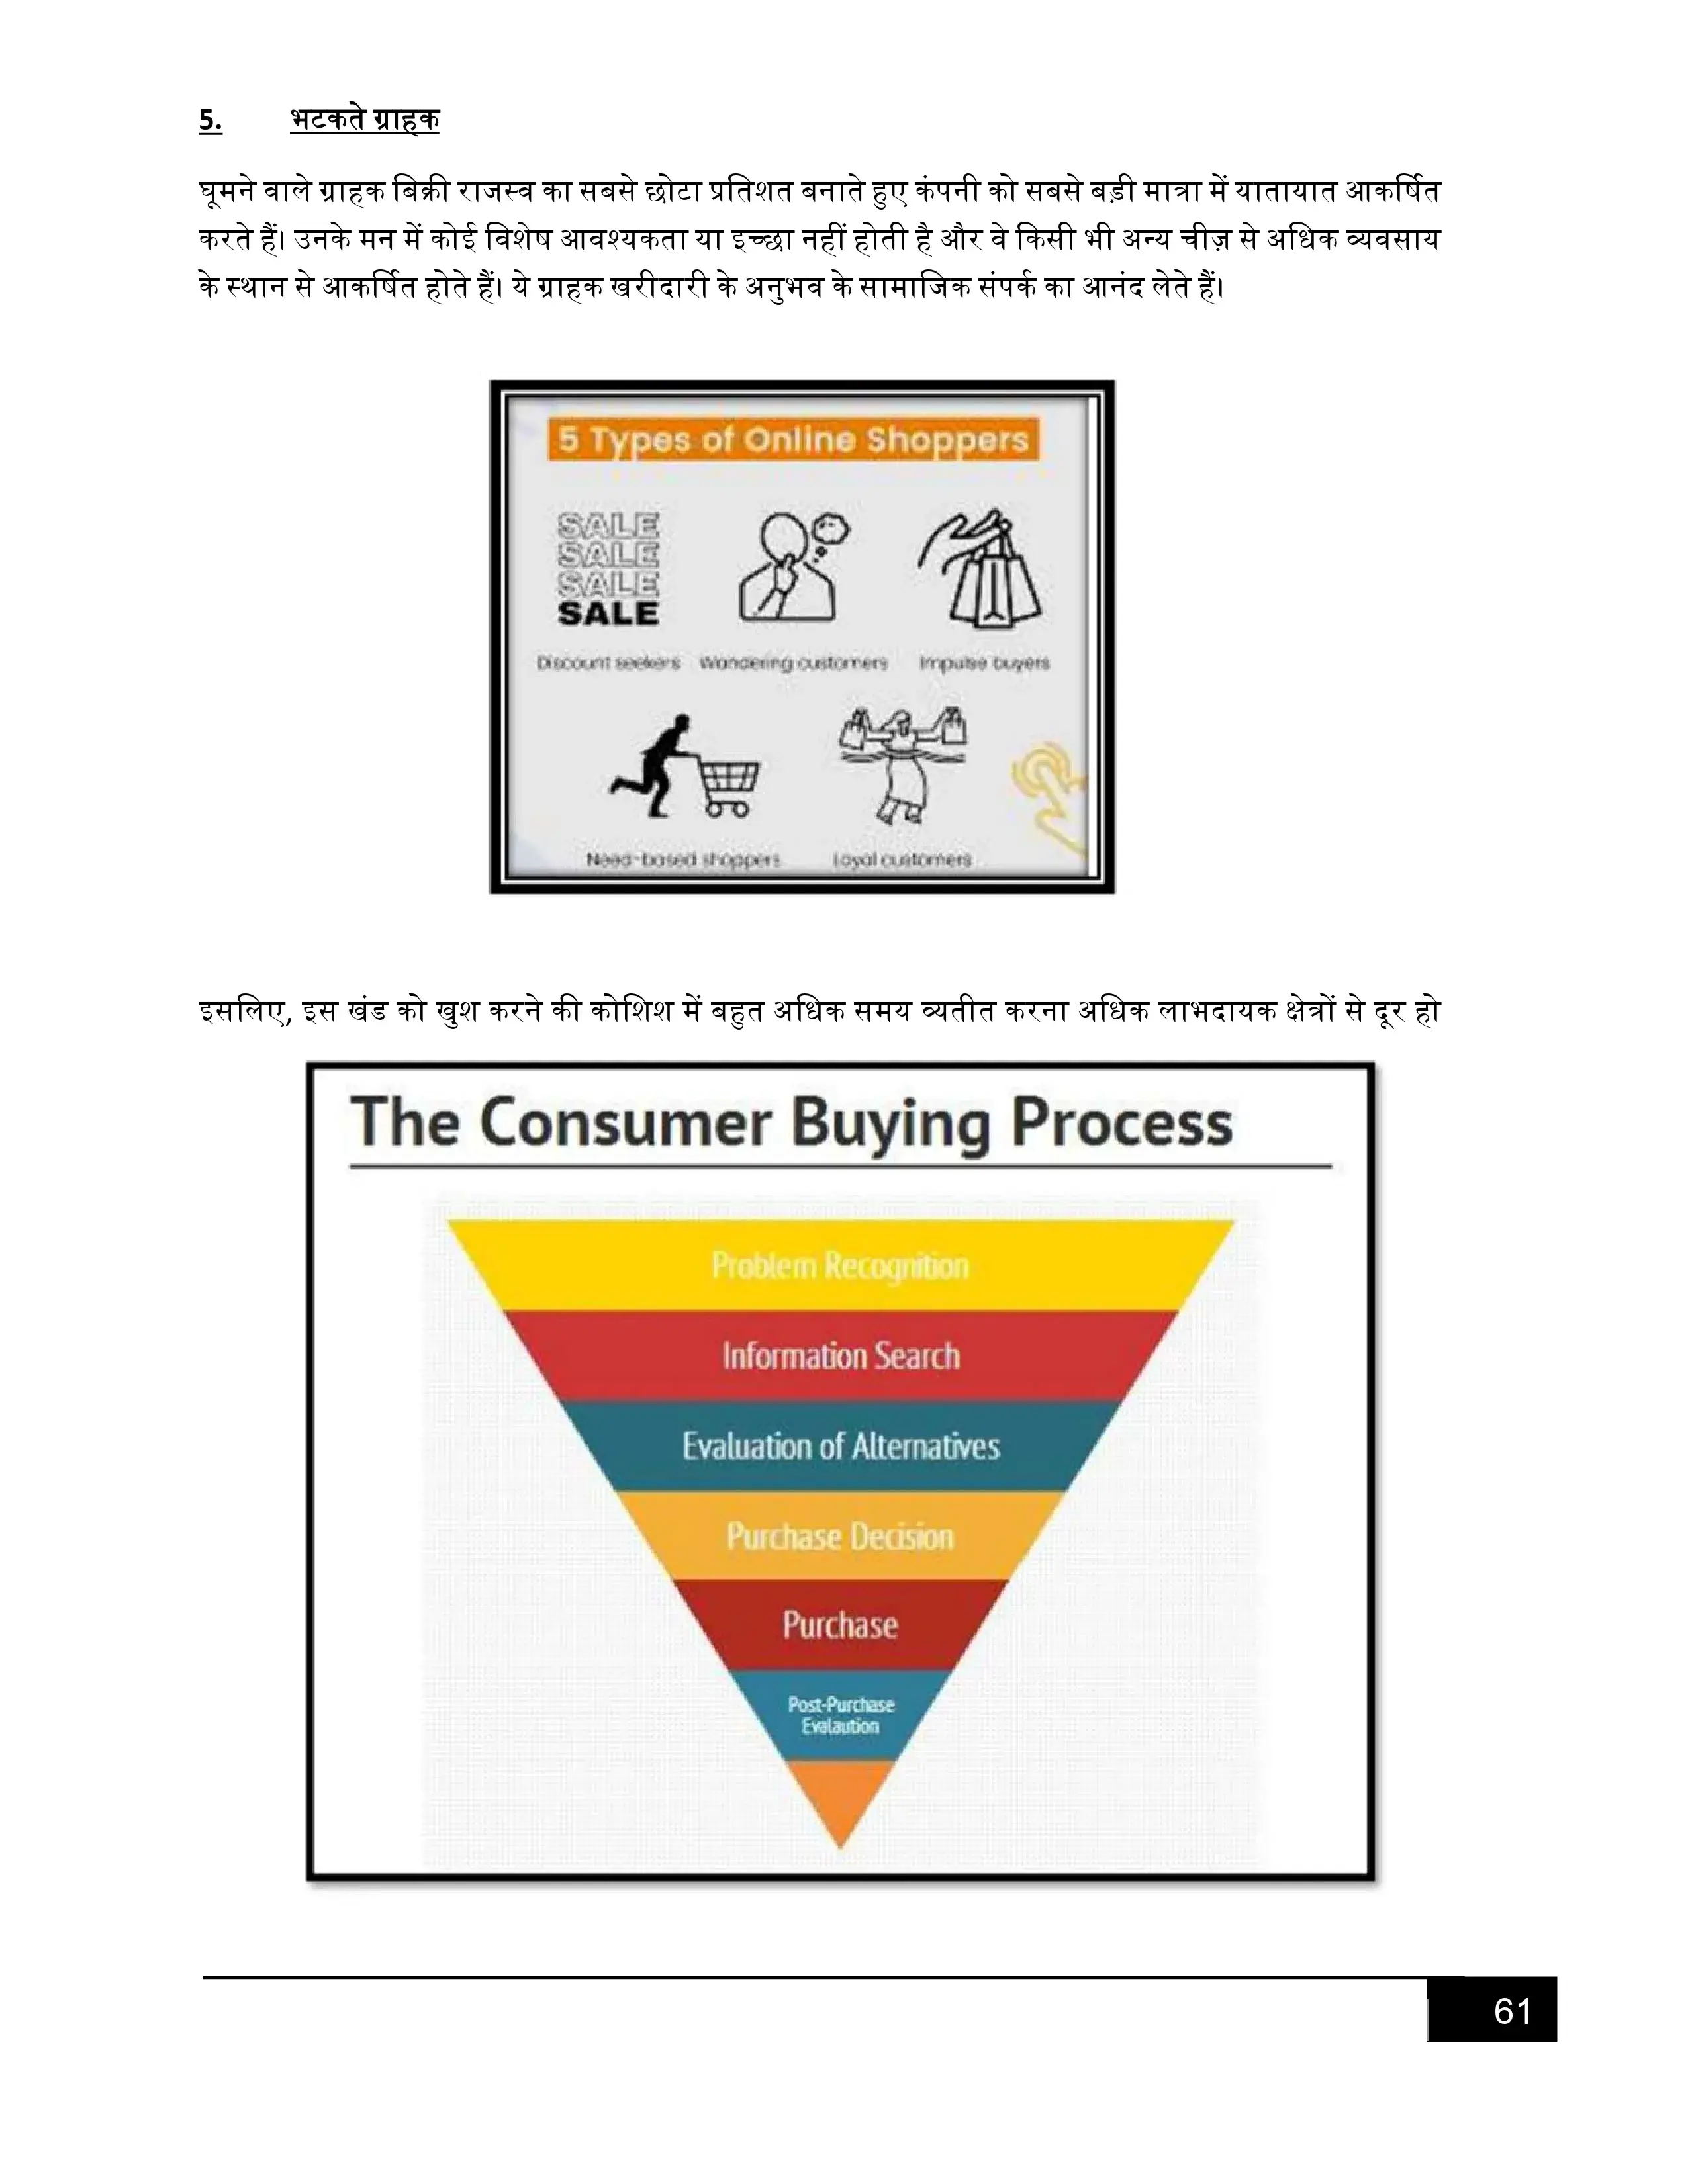 5. भटकते ग्राहक
घूमने वाले ग्राहक बिक्री राजस्व का सबसे छोटा प्रतिशत बनाते हुए कंपनी को सबसे बड़ी मात्रा में यातायात आकर्षित
करते हैं। उनके मन में कोई विशेष आवश्यकता या इच्छा नहीं होती है और वे किसी भी अन्य चीज़ से अधिक व्यवसाय
के स्थान से आकर्षित होते हैं। ये ग्राहक खरीदारी के अनुभव के सामाजिक संपर्क का आनंद लेते हैं।
5 Types of Online Shoppers
SALE
SALE
SALE
SALE
Discount seekers Wandering customers Impulse buyers
Need-based shoppers Loyal customers
इसलिए, इस खंड को खुश करने की कोशिश में बहुत अधिक समय व्यतीत करना अधिक लाभदायक क्षेत्रों से दूर हो
The Consumer Buying Process
Problem Recognition
Information Search
Evaluation of Alternatives
Purchase Decision
Purchase
Post-Purchase
Evalaution
61